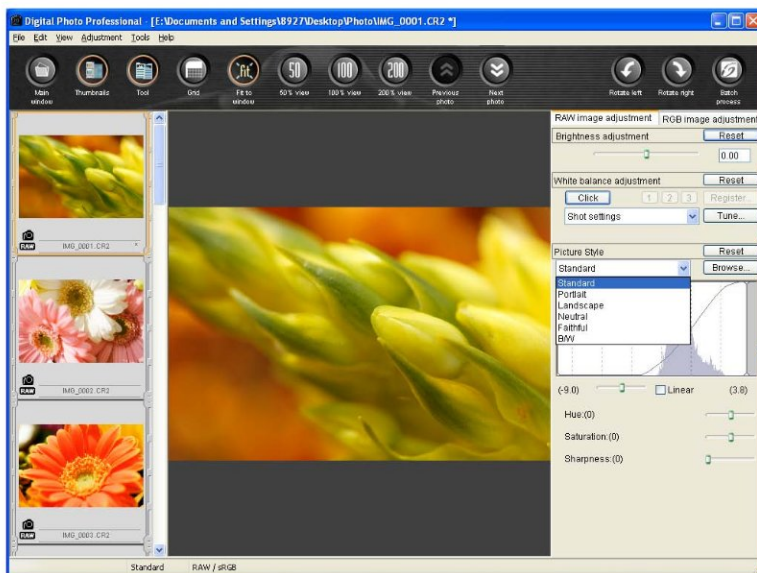 Digital Photo Professional - [E:\Documents and Settings\8927\Desktop\Photo\IMG_0001.CR2 *]
File Edit View Adjustment Tools Help
50 100 200
Main window Thumbnails Tool Grid Fit to window 50% view 100% view 200% view Previous photo Next photo Rotate left Rotate right Batch process
RAW image adjustment RGB image adjustment
Brightness adjustment Reset
0.00
White balance adjustment Reset
Click 1 2 3 Register...
Shot settings Tune...
RAW IMG_0001.CR2 *
Picture Style Reset
Standard Browse...
Standard
Portlait
Landscape
Neutral
Faithful
B/W
(-9.0) Linear (3.8)
RAW IMG_0002.CR2
Hue:(0)
Saturation:(0)
Sharpness:(0)
RAW IMG_0003.CR2
Standard RAW / sRGB